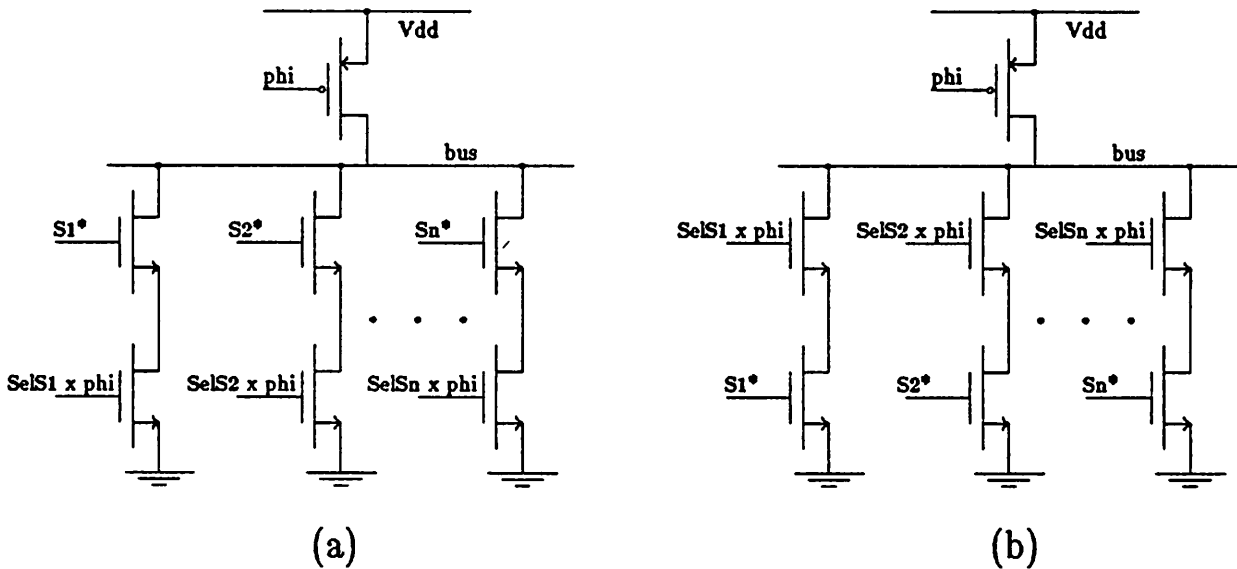 Vdd
phi
bus
S1*
S2*
Sn*
SelS1 x phi
SelS2 x phi
SelSn x phi
(a)
Vdd
phi
bus
SelS1 x phi
SelS2 x phi
SelSn x phi
S1*
S2*
Sn*
(b)